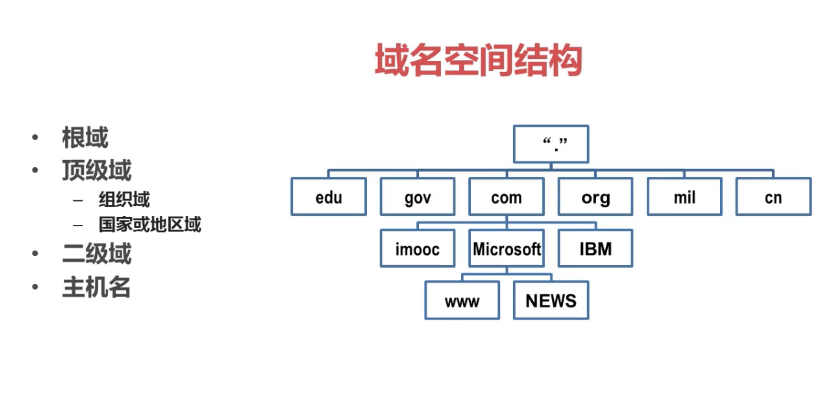 域名空间结构
• 根域
• 顶级域
– 组织域
– 国家或地区域
• 二级域
• 主机名
“.”
edu gov com org mil cn
imooc Microsoft IBM
www NEWS